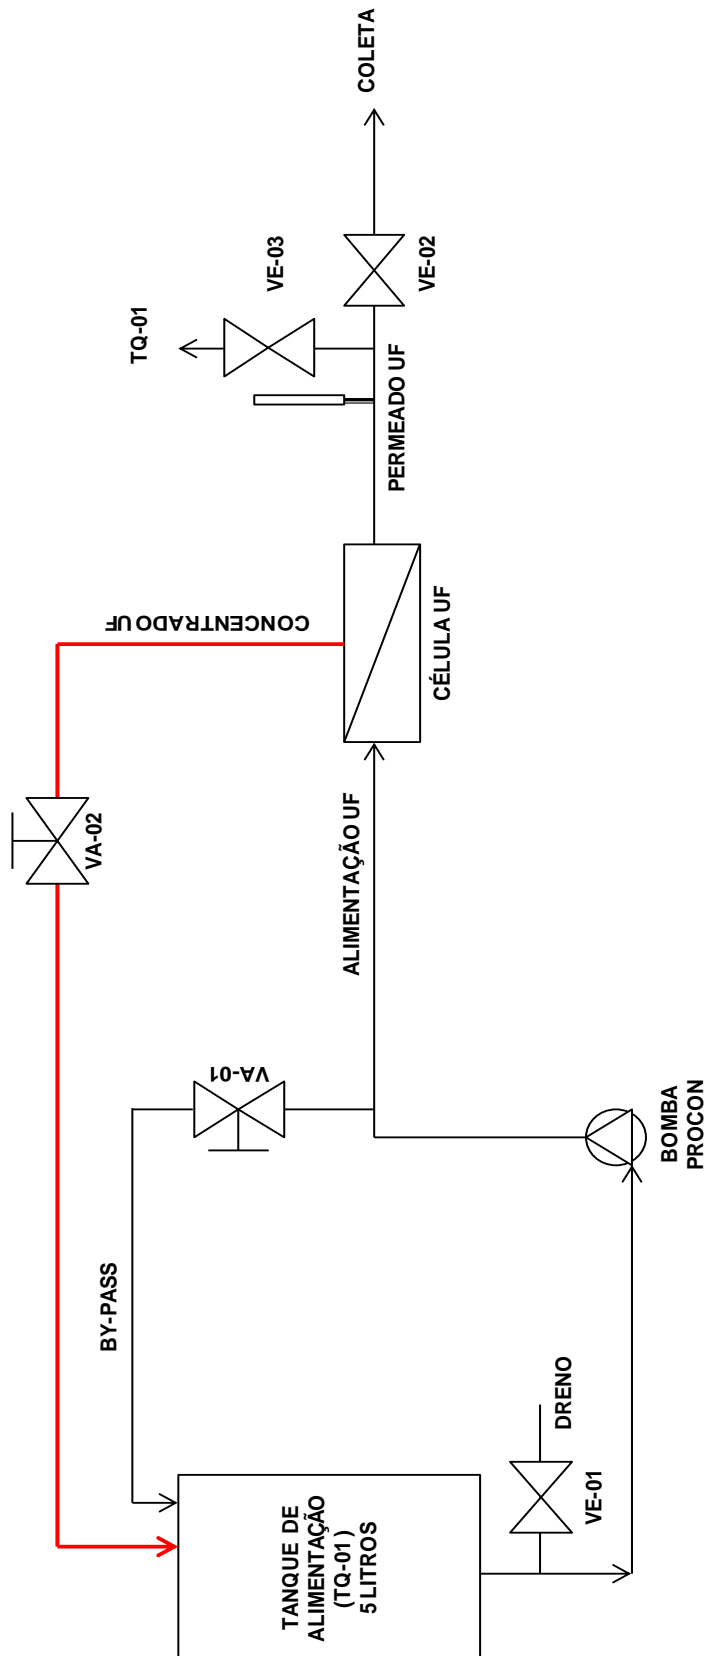 TANQUE DE
ALIMENTAÇÃO
(TQ-01 )
5 LITROS
BY-PASS
DRENO
VE-01
BOMBA
PROCON
VA-01
ALIMENTAÇÃO UF
VA-02
CONCENTRADO UF
CÉLULA UF
PERMEADO UF
TQ-01
VE-03
VE-02
COLETA